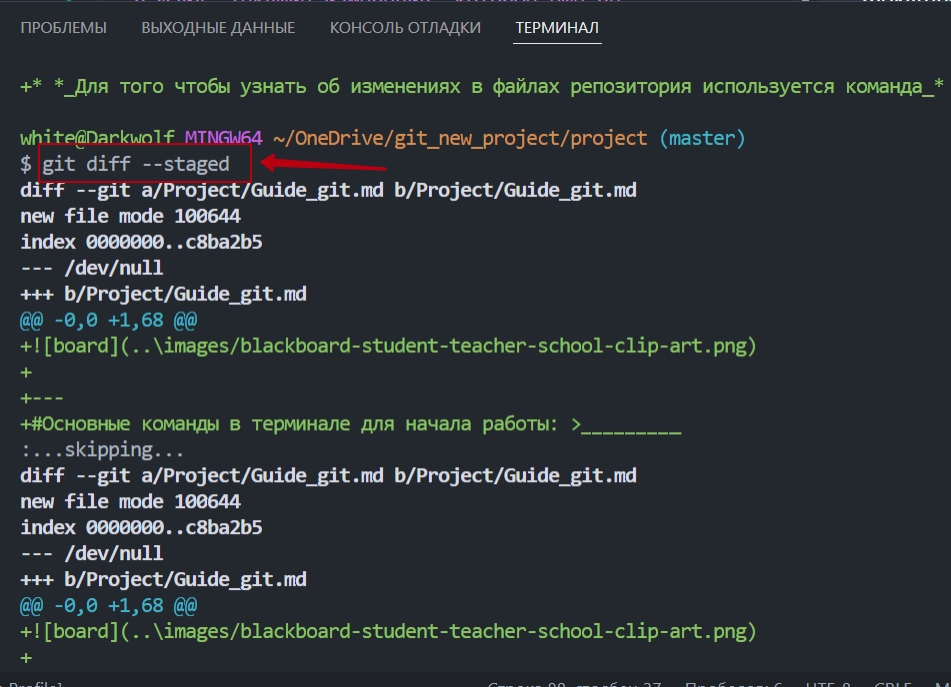 ПРОБЛЕМЫ ВЫХОДНЫЕ ДАННЫЕ КОНСОЛЬ ОТЛАДКИ ТЕРМИНАЛ
+* *_Для того чтобы узнать об изменениях в файлах репозитория используется команда_*
white@Darkwolf MINGW64 ~/OneDrive/git_new_project/project (master)
$ git diff --staged
diff --git a/Project/Guide_git.md b/Project/Guide_git.md
new file mode 100644
index 0000000..c8ba2b5
--- /dev/null
+++ b/Project/Guide_git.md
@@ -0,0 +1,68 @@
+![board](..\images/blackboard-student-teacher-school-clip-art.png)
+
+---
+#Основные команды в терминале для начала работы: >_________
:...skipping...
diff --git a/Project/Guide_git.md b/Project/Guide_git.md
new file mode 100644
index 0000000..c8ba2b5
--- /dev/null
+++ b/Project/Guide_git.md
@@ -0,0 +1,68 @@
+![board](..\images/blackboard-student-teacher-school-clip-art.png)
+